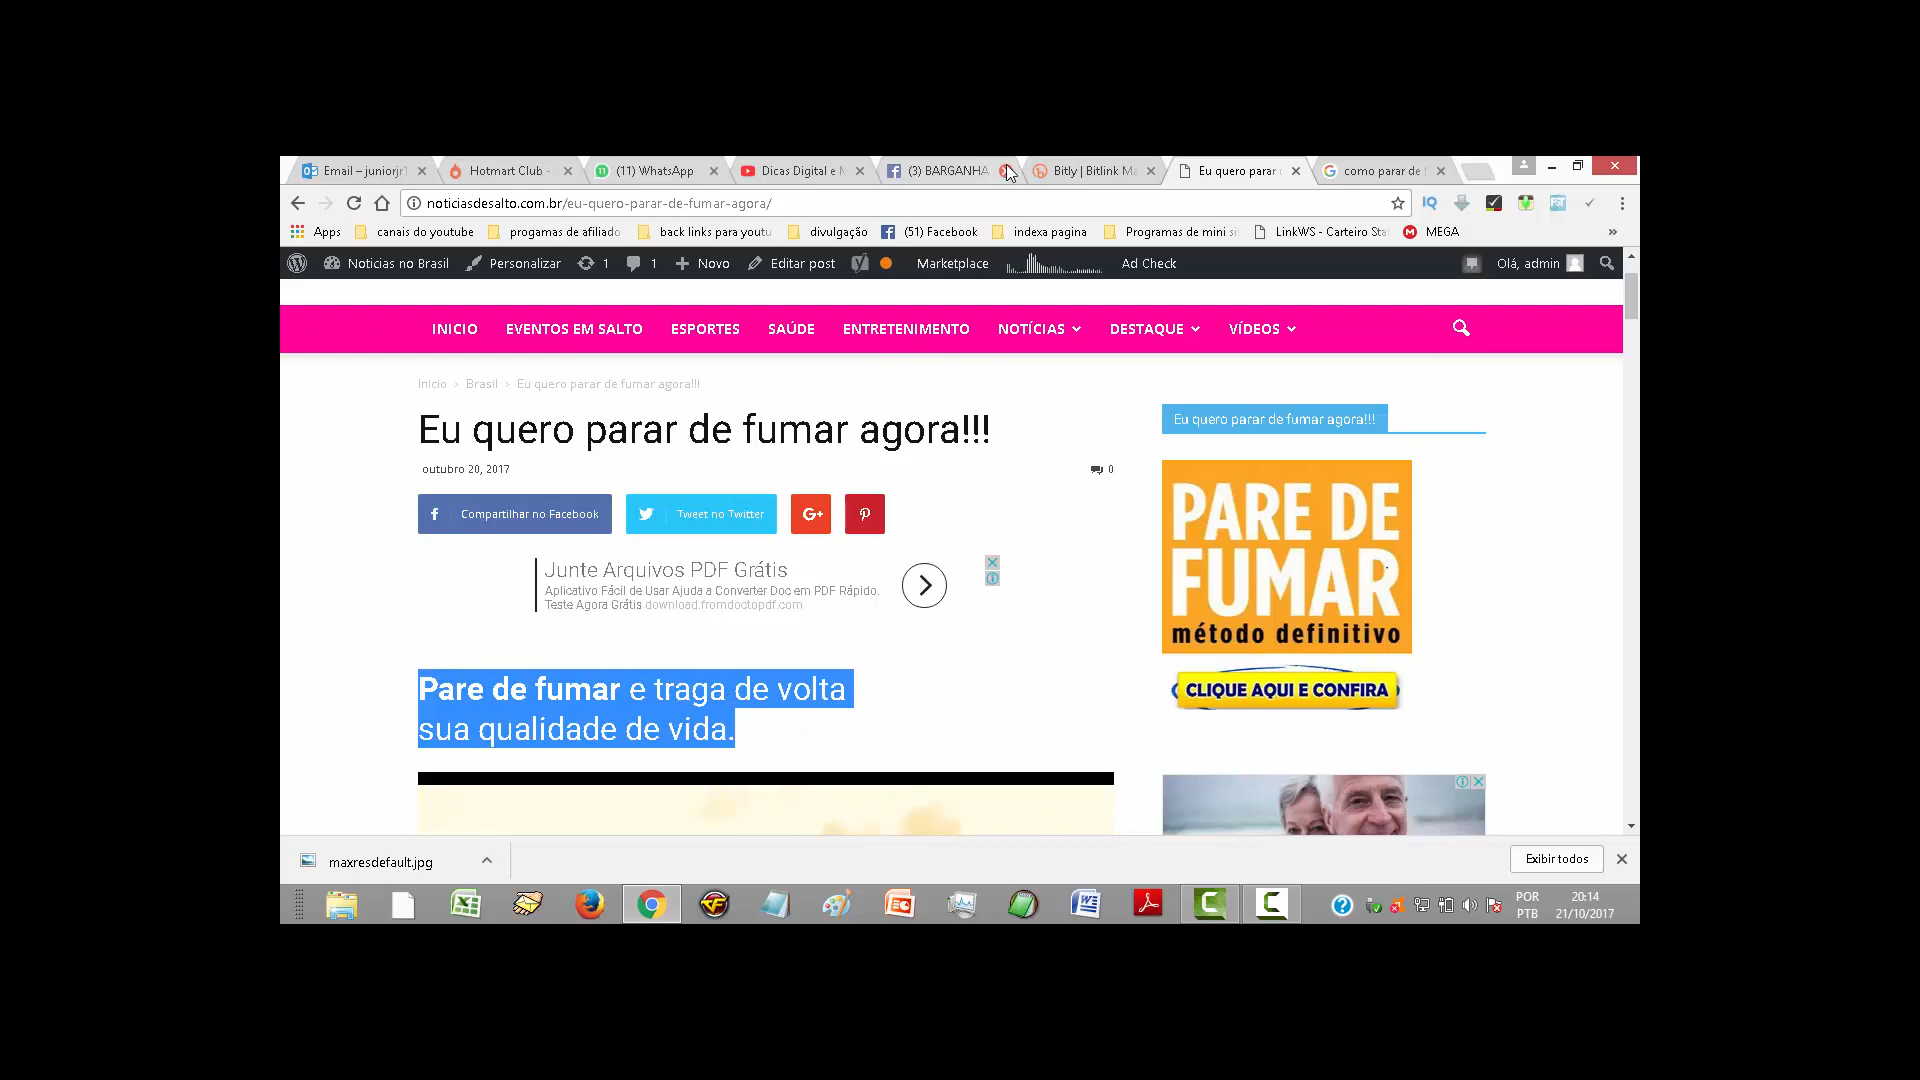 Email – juniorjr1
Hotmart Club -
(11) WhatsApp
Dicas Digital e M
(3) BARGANHA
Bitly | Bitlink Ma
Eu quero parar
como parar de f
noticiasdesalto.com.br/eu-quero-parar-de-fumar-agora/
Apps
canais do youtube
progamas de afiliado
back links para youtu
divulgação
(51) Facebook
indexa pagina
Programas de mini si
LinkWS - Carteiro Sta
MEGA
Noticias no Brasil
Personalizar
1
1
Novo
Editar post
Marketplace
Ad Check
Olá, admin
INICIO
EVENTOS EM SALTO
ESPORTES
SAÚDE
ENTRETENIMENTO
NOTÍCIAS
DESTAQUE
VÍDEOS
Inicio › Brasil › Eu quero parar de fumar agora!!!
Eu quero parar de fumar agora!!!
outubro 20, 2017
0
Compartilhar no Facebook
Tweet no Twitter
G+
Junte Arquivos PDF Grátis
Aplicativo Fácil de Usar Ajuda a Converter Doc em PDF Rápido.
Teste Agora Grátis download.fromdoctopdf.com
Pare de fumar e traga de volta
sua qualidade de vida.
Eu quero parar de fumar agora!!!
PARE DE
FUMAR
método definitivo
CLIQUE AQUI E CONFIRA
maxresdefault.jpg
Exibir todos
POR
PTB
20:14
21/10/2017